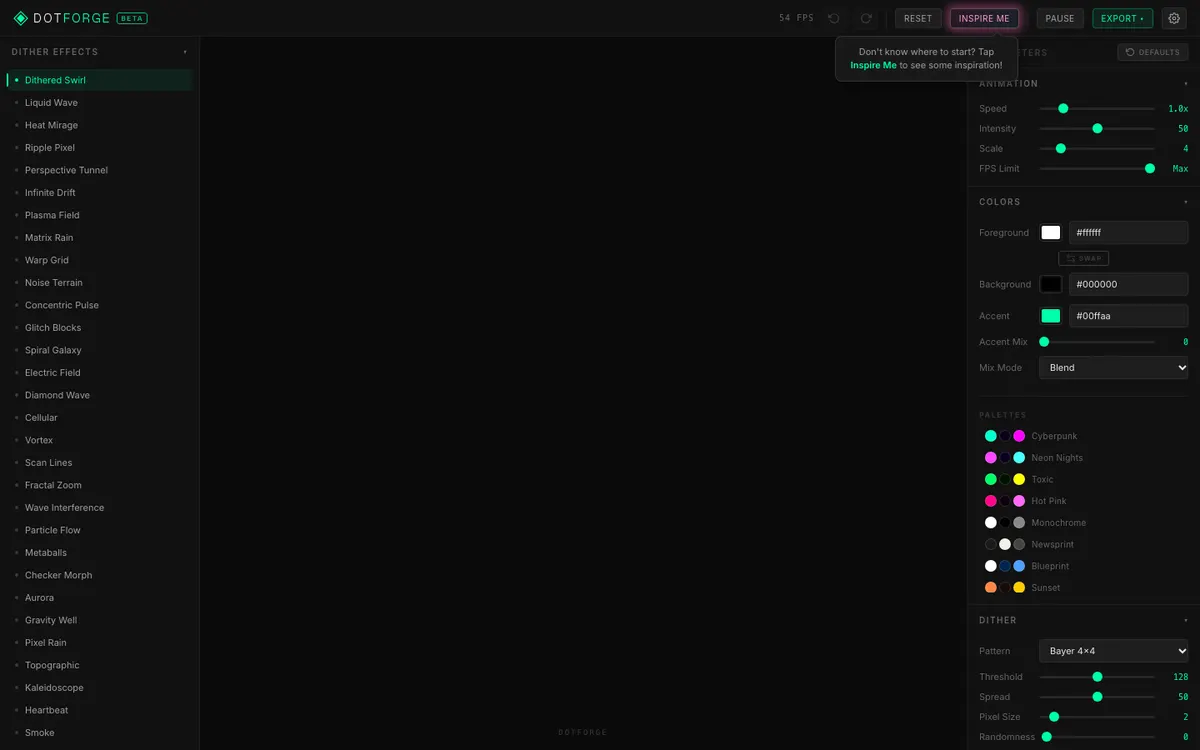 DOTFORGE BETA
54 FPS
RESET
INSPIRE ME
PAUSE
EXPORT
Don't know where to start? Tap
Inspire Me to see some inspiration!
DITHER EFFECTS
Dithered Swirl
Liquid Wave
Heat Mirage
Ripple Pixel
Perspective Tunnel
Infinite Drift
Plasma Field
Matrix Rain
Warp Grid
Noise Terrain
Concentric Pulse
Glitch Blocks
Spiral Galaxy
Electric Field
Diamond Wave
Cellular
Vortex
Scan Lines
Fractal Zoom
Wave Interference
Particle Flow
Metaballs
Checker Morph
Aurora
Gravity Well
Pixel Rain
Topographic
Kaleidoscope
Heartbeat
Smoke
DOTFORGE
DEFAULTS
ANIMATION
Speed 1.0x
Intensity 50
Scale 4
FPS Limit Max
COLORS
Foreground #ffffff
SWAP
Background #000000
Accent #00ffaa
Accent Mix 0
Mix Mode Blend
PALETTES
Cyberpunk
Neon Nights
Toxic
Hot Pink
Monochrome
Newsprint
Blueprint
Sunset
DITHER
Pattern Bayer 4×4
Threshold 128
Spread 50
Pixel Size 2
Randomness 0